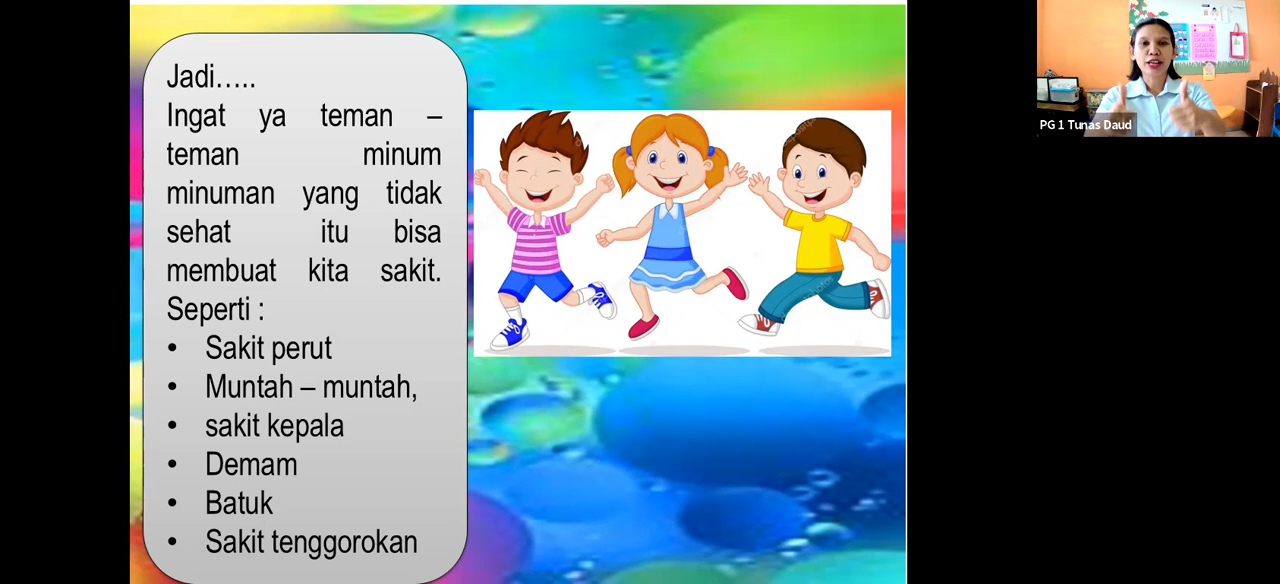 Jadi…..
Ingat ya teman –
teman minum
minuman yang tidak
sehat itu bisa
membuat kita sakit.
Seperti :
• Sakit perut
• Muntah – muntah,
• sakit kepala
• Demam
• Batuk
• Sakit tenggorokan
PG 1 Tunas Daud